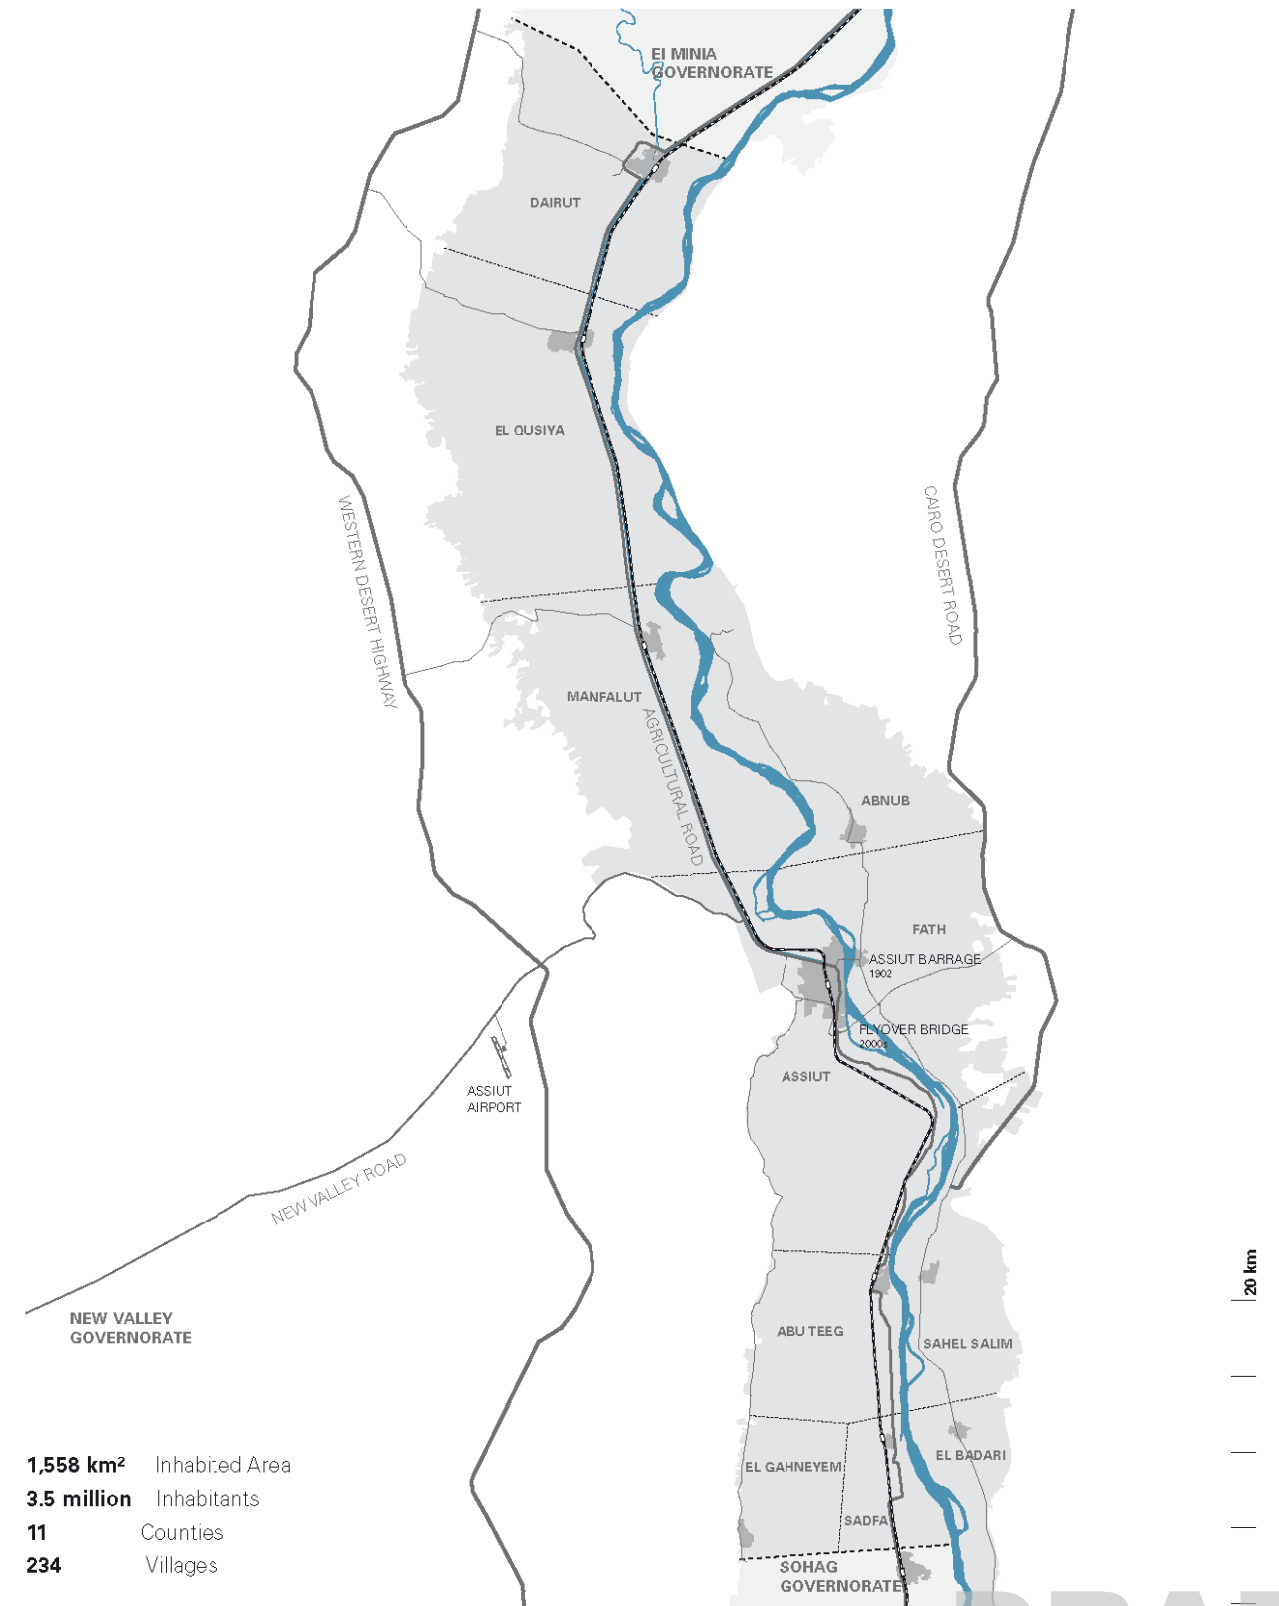 El MINIA
GOVERNORATE
DAIRUT
EL QUSIYA
WESTERN DESERT HIGHWAY
CAIRO DESERT ROAD
MANFALUT
AGRICULTURAL ROAD
ABNUB
FATH
ASSIUT BARRAGE
1902
FLYOVER BRIDGE
2000s
ASSIUT
ASSIUT
AIRPORT
NEW VALLEY ROAD
20 km
NEW VALLEY
GOVERNORATE
ABU TEEG
SAHEL SALIM
1,558 km² Inhabited Area
3.5 million Inhabitants
11 Counties
234 Villages
EL GAHNEYEM
EL BADARI
SADFA
SOHAG
GOVERNORATE